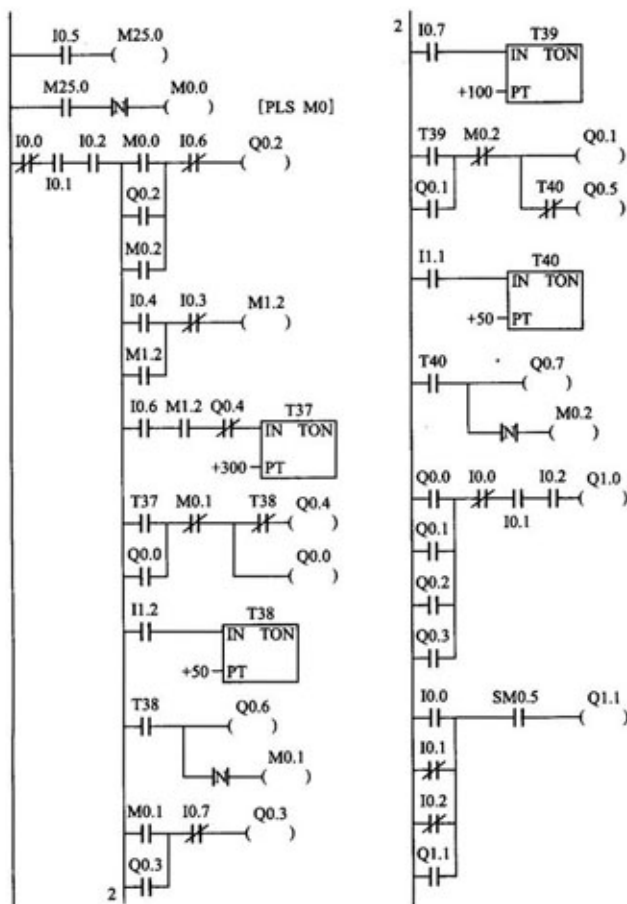 I0.5 M25.0
M25.0 N M0.0 [PLS M0]
I0.0 I0.2 M0.0 I0.6 Q0.2
I0.1
Q0.2
M0.2
I0.4 I0.3 M1.2
M1.2
I0.6 M1.2 Q0.4 T37
IN TON
+300 PT
T37 M0.1 T38 Q0.4
Q0.0 Q0.0
I1.2 T38
IN TON
+50 PT
T38 Q0.6
N M0.1
M0.1 I0.7 Q0.3
Q0.3
2
2
I0.7 T39
IN TON
+100 PT
T39 M0.2 Q0.1
Q0.1 T40 Q0.5
I1.1 T40
IN TON
+50 PT
T40 Q0.7
N M0.2
Q0.0 I0.0 I0.2 Q1.0
I0.1
Q0.1
Q0.2
Q0.3
I0.0 SM0.5 Q1.1
I0.1
I0.2
Q1.1